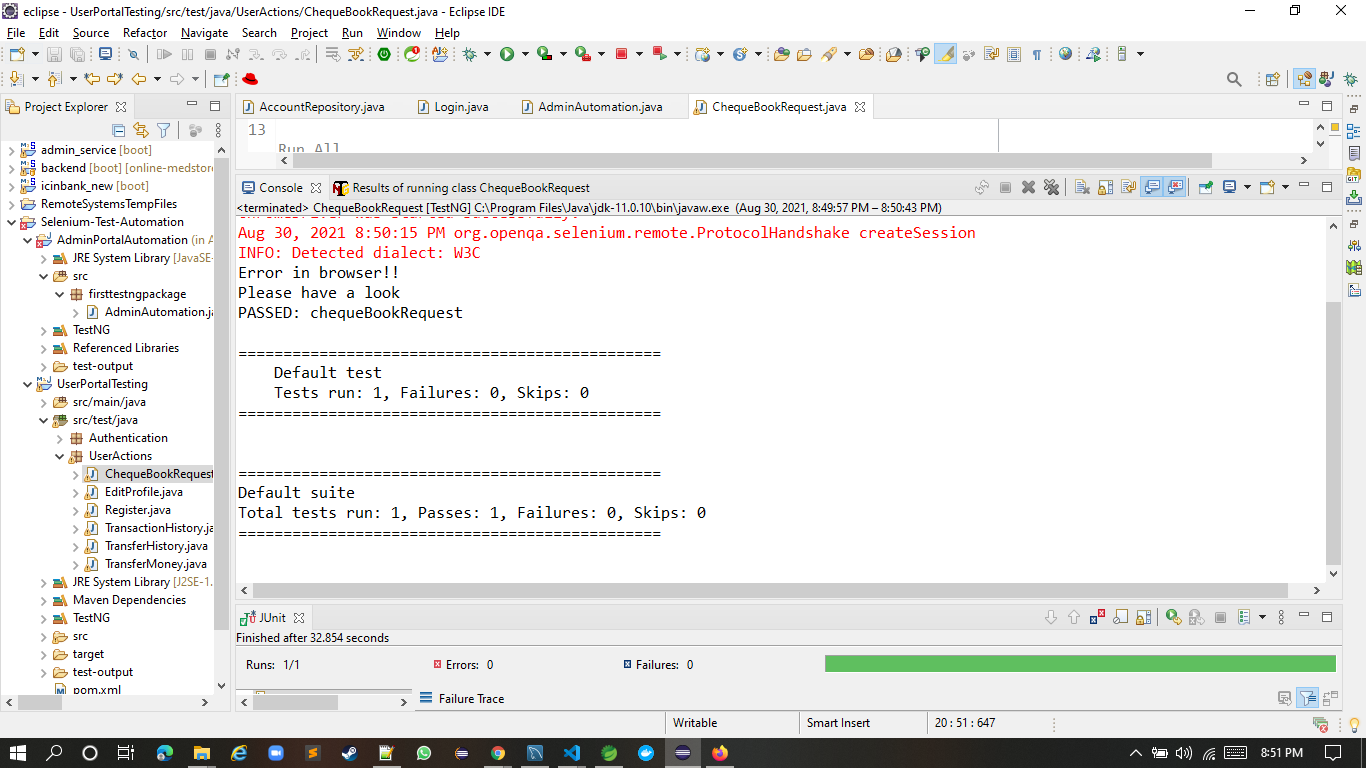 eclipse - UserPortalTesting/src/test/java/UserActions/ChequeBookRequest.java - Eclipse IDE
File Edit Source Refactor Navigate Search Project Run Window Help
Project Explorer
admin_service [boot]
backend [boot] [online-medstor
icinbank_new [boot]
RemoteSystemsTempFiles
Selenium-Test-Automation
AdminPortalAutomation (in A
JRE System Library [JavaSE-
src
firsttestngpackage
AdminAutomation.ja
TestNG
Referenced Libraries
test-output
UserPortalTesting
src/main/java
src/test/java
Authentication
UserActions
ChequeBookRequest
EditProfile.java
Register.java
TransactionHistory.ja
TransferHistory.java
TransferMoney.java
JRE System Library [J2SE-1.
Maven Dependencies
TestNG
src
target
test-output
pom.xml
AccountRepository.java Login.java AdminAutomation.java ChequeBookRequest.java
13
Run All
Console Results of running class ChequeBookRequest
<terminated> ChequeBookRequest [TestNG] C:\Program Files\Java\jdk-11.0.10\bin\javaw.exe (Aug 30, 2021, 8:49:57 PM – 8:50:43 PM)
ChromeDriver was started successfully.
Aug 30, 2021 8:50:15 PM org.openqa.selenium.remote.ProtocolHandshake createSession
INFO: Detected dialect: W3C
Error in browser!!
Please have a look
PASSED: chequeBookRequest
===============================================
Default test
Tests run: 1, Failures: 0, Skips: 0
===============================================
===============================================
Default suite
Total tests run: 1, Passes: 1, Failures: 0, Skips: 0
===============================================
JUnit
Finished after 32.854 seconds
Runs: 1/1 Errors: 0 Failures: 0
Failure Trace
Writable Smart Insert 20 : 51 : 647
8:51 PM